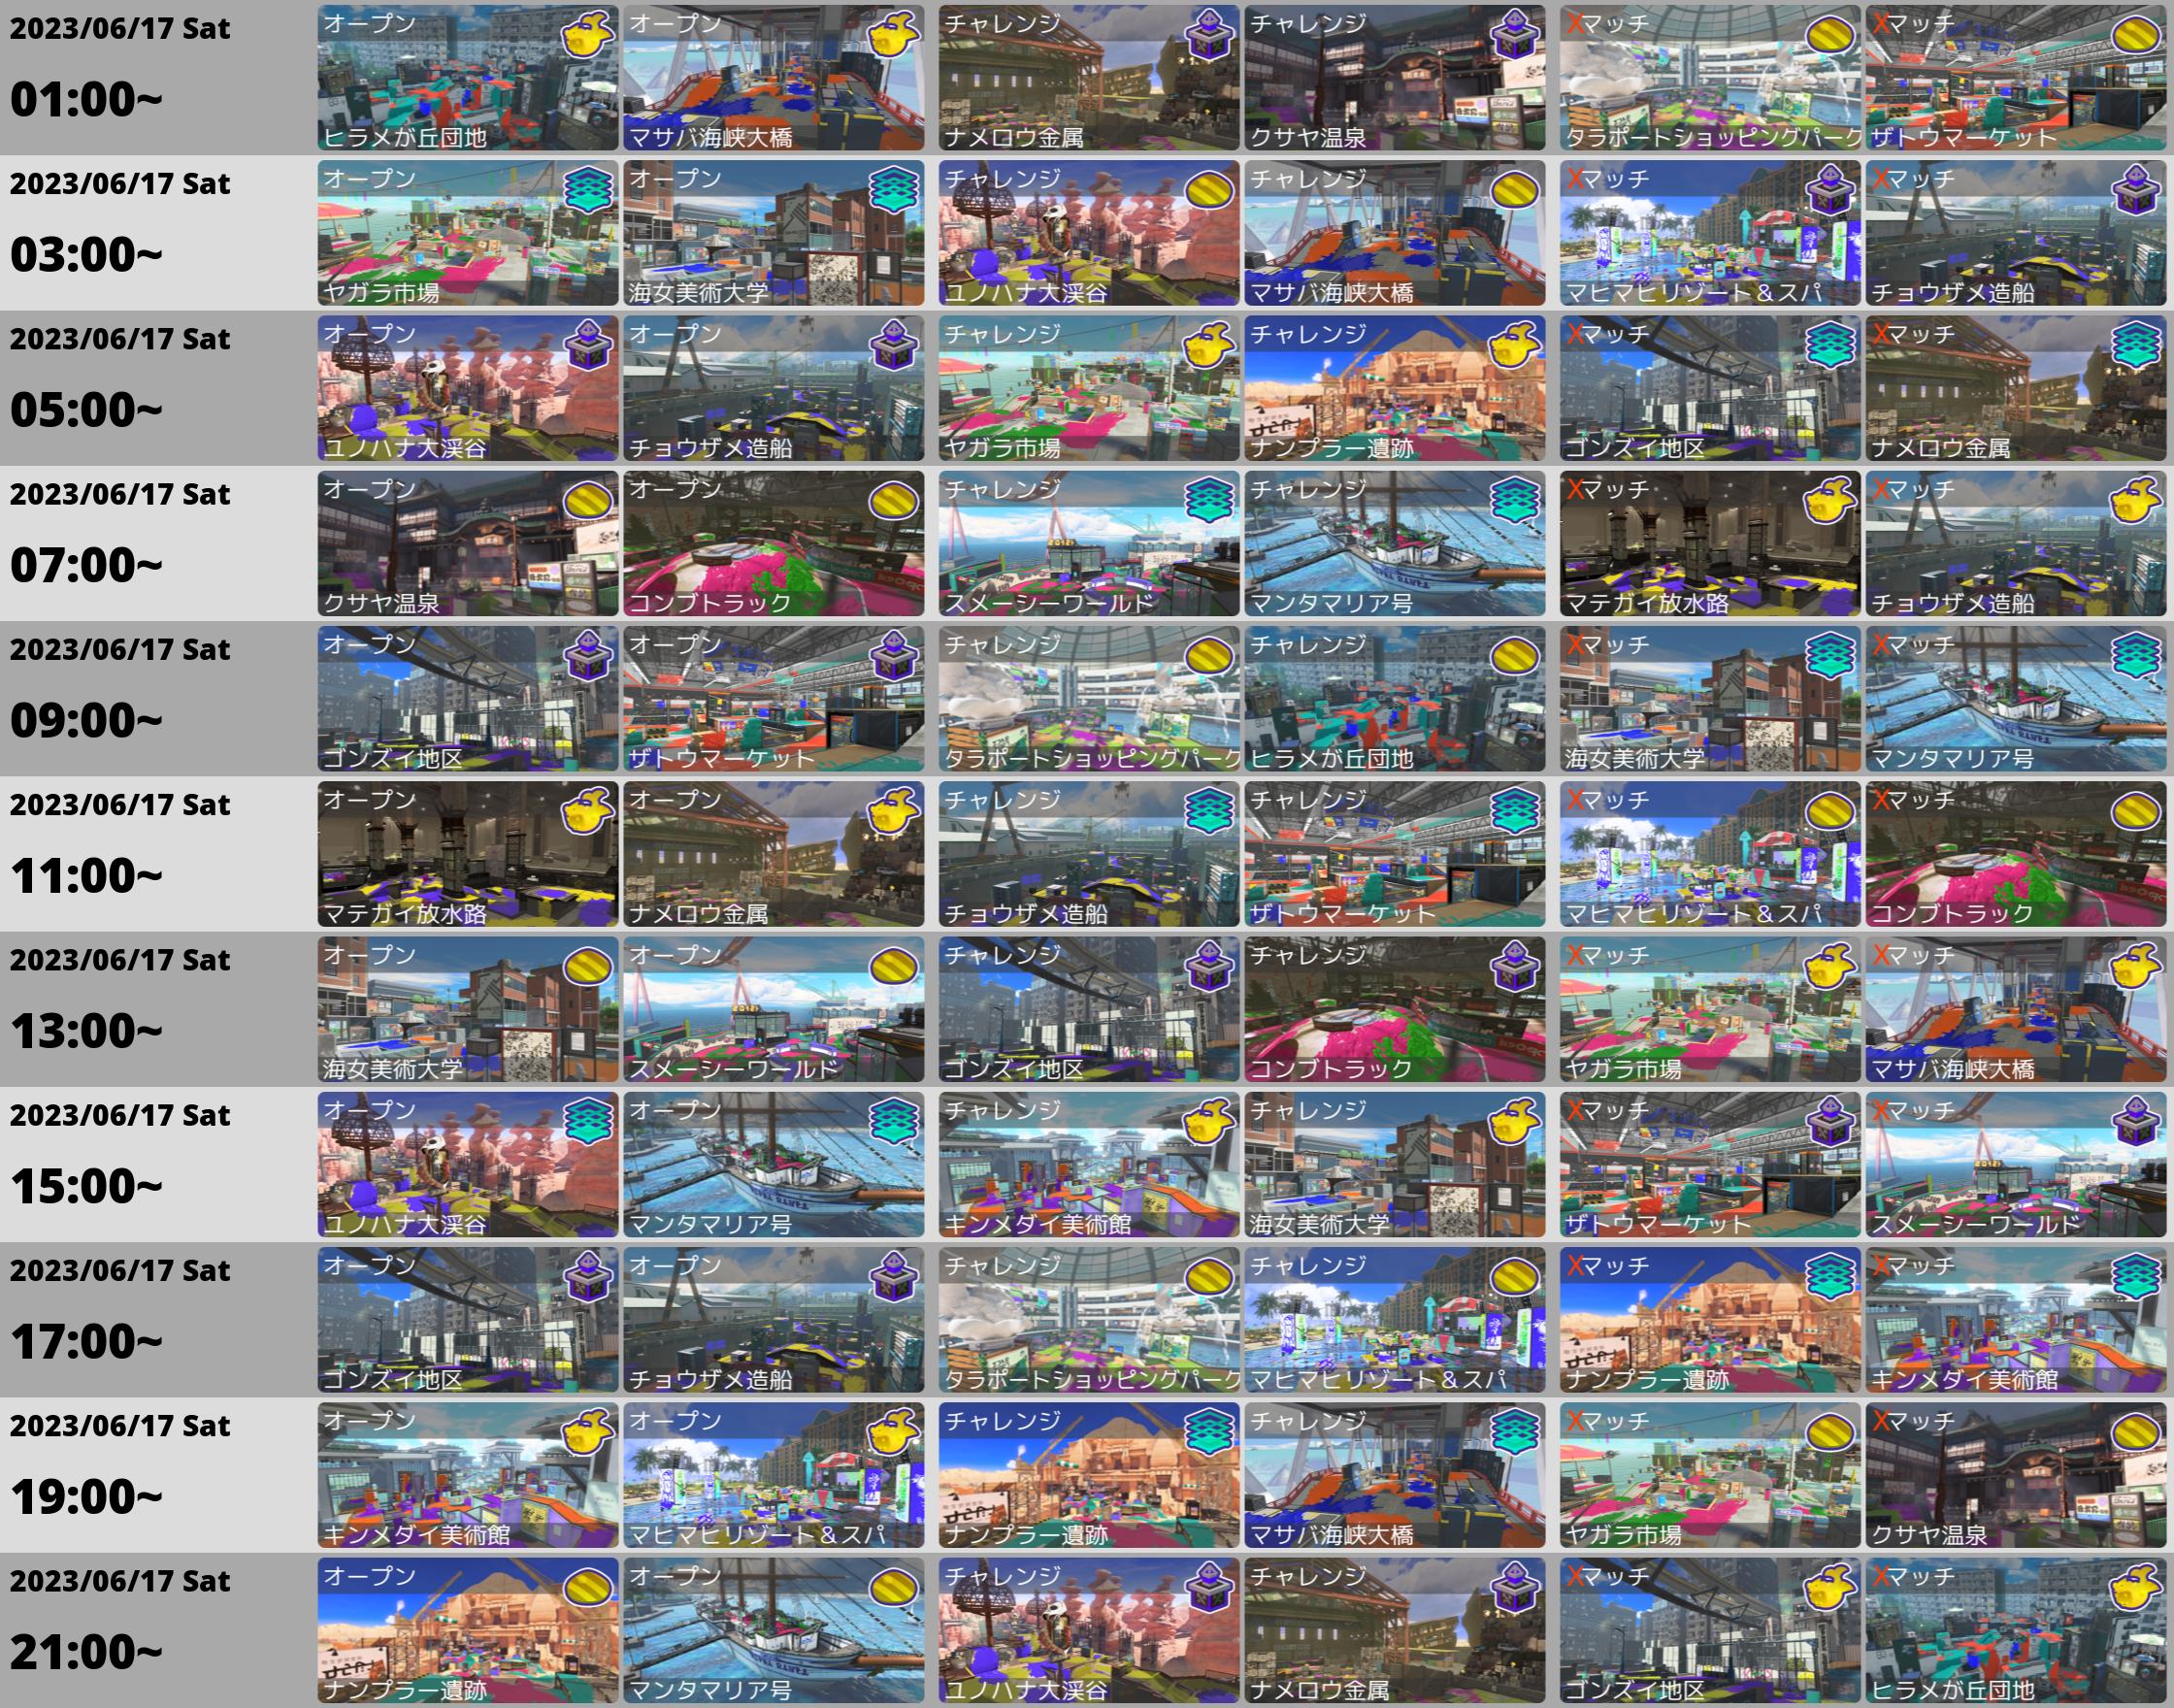 2023/06/17 Sat
01:00~
オープン
オープン
チャレンジ
チャレンジ
Xマッチ
Xマッチ
ヒラメが丘団地
マサバ海峡大橋
ナメロウ金属
クサヤ温泉
タラポートショッピングパーク
ザトウマーケット
2023/06/17 Sat
03:00~
オープン
オープン
チャレンジ
チャレンジ
Xマッチ
Xマッチ
ヤガラ市場
海女美術大学
ユノハナ大渓谷
マサバ海峡大橋
マヒマヒリゾート＆スパ
チョウザメ造船
2023/06/17 Sat
05:00~
オープン
オープン
チャレンジ
チャレンジ
Xマッチ
Xマッチ
ユノハナ大渓谷
チョウザメ造船
ヤガラ市場
ナンプラー遺跡
ゴンズイ地区
ナメロウ金属
2023/06/17 Sat
07:00~
オープン
オープン
チャレンジ
チャレンジ
Xマッチ
Xマッチ
クサヤ温泉
コンブトラック
スメーシーワールド
マンタマリア号
マテガイ放水路
チョウザメ造船
2023/06/17 Sat
09:00~
オープン
オープン
チャレンジ
チャレンジ
Xマッチ
Xマッチ
ゴンズイ地区
ザトウマーケット
タラポートショッピングパーク
ヒラメが丘団地
海女美術大学
マンタマリア号
2023/06/17 Sat
11:00~
オープン
オープン
チャレンジ
チャレンジ
Xマッチ
Xマッチ
マテガイ放水路
ナメロウ金属
チョウザメ造船
ザトウマーケット
マヒマヒリゾート＆スパ
コンブトラック
2023/06/17 Sat
13:00~
オープン
オープン
チャレンジ
チャレンジ
Xマッチ
Xマッチ
海女美術大学
スメーシーワールド
ゴンズイ地区
コンブトラック
ヤガラ市場
マサバ海峡大橋
2023/06/17 Sat
15:00~
オープン
オープン
チャレンジ
チャレンジ
Xマッチ
Xマッチ
ユノハナ大渓谷
マンタマリア号
キンメダイ美術館
海女美術大学
ザトウマーケット
スメーシーワールド
2023/06/17 Sat
17:00~
オープン
オープン
チャレンジ
チャレンジ
Xマッチ
Xマッチ
ゴンズイ地区
チョウザメ造船
タラポートショッピングパーク
マヒマヒリゾート＆スパ
ナンプラー遺跡
キンメダイ美術館
2023/06/17 Sat
19:00~
オープン
オープン
チャレンジ
チャレンジ
Xマッチ
Xマッチ
キンメダイ美術館
マヒマヒリゾート＆スパ
ナンプラー遺跡
マサバ海峡大橋
ヤガラ市場
クサヤ温泉
2023/06/17 Sat
21:00~
オープン
オープン
チャレンジ
チャレンジ
Xマッチ
Xマッチ
ナンプラー遺跡
マンタマリア号
ユノハナ大渓谷
ナメロウ金属
ゴンズイ地区
ヒラメが丘団地